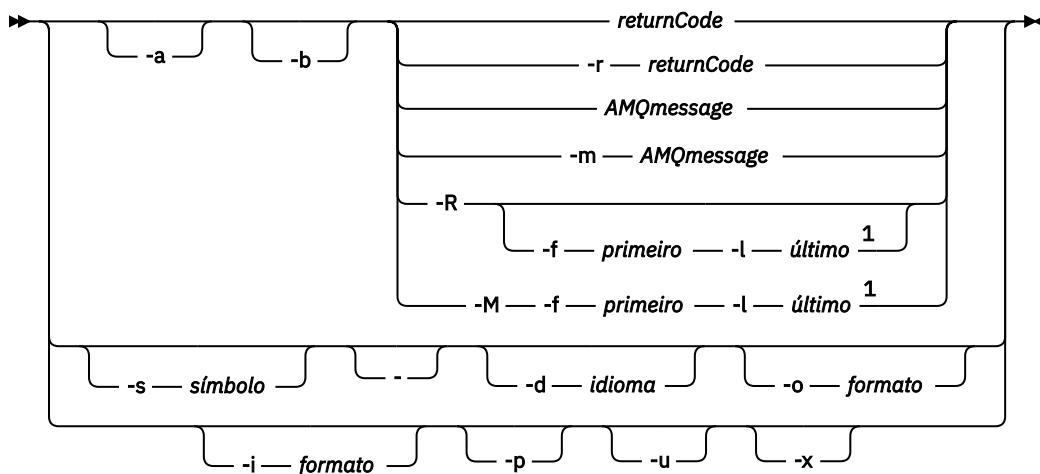 returnCode
-a -b -r returnCode
AMQmessage
-m AMQmessage
-R
-f primeiro -l último 1
-M -f primeiro -l último 1
-s símbolo - -d idioma -o formato
-i formato -p -u -x